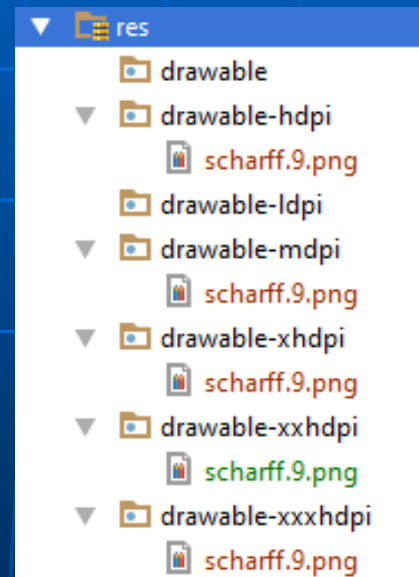 res
drawable
drawable-hdpi
scharff.9.png
drawable-ldpi
drawable-mdpi
scharff.9.png
drawable-xhdpi
scharff.9.png
drawable-xxhdpi
scharff.9.png
drawable-xxxhdpi
scharff.9.png